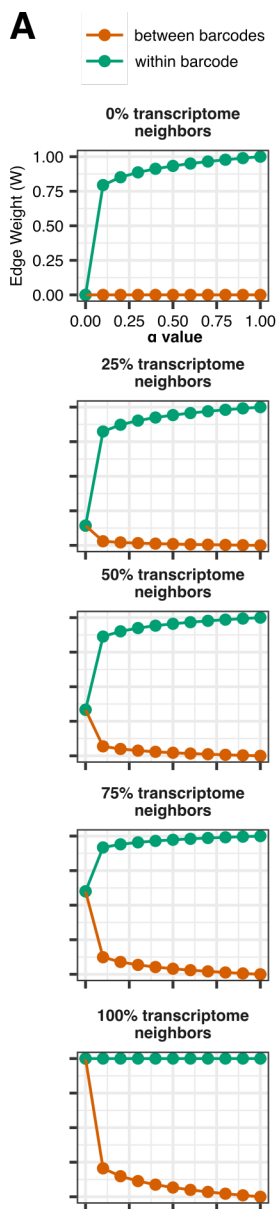 A
between barcodes
within barcode
0% transcriptome
neighbors
Edge Weight (W)
1.00
0.75
0.50
0.25
0.00
0.00 0.25 0.50 0.75 1.00
α value
25% transcriptome
neighbors
50% transcriptome
neighbors
75% transcriptome
neighbors
100% transcriptome
neighbors